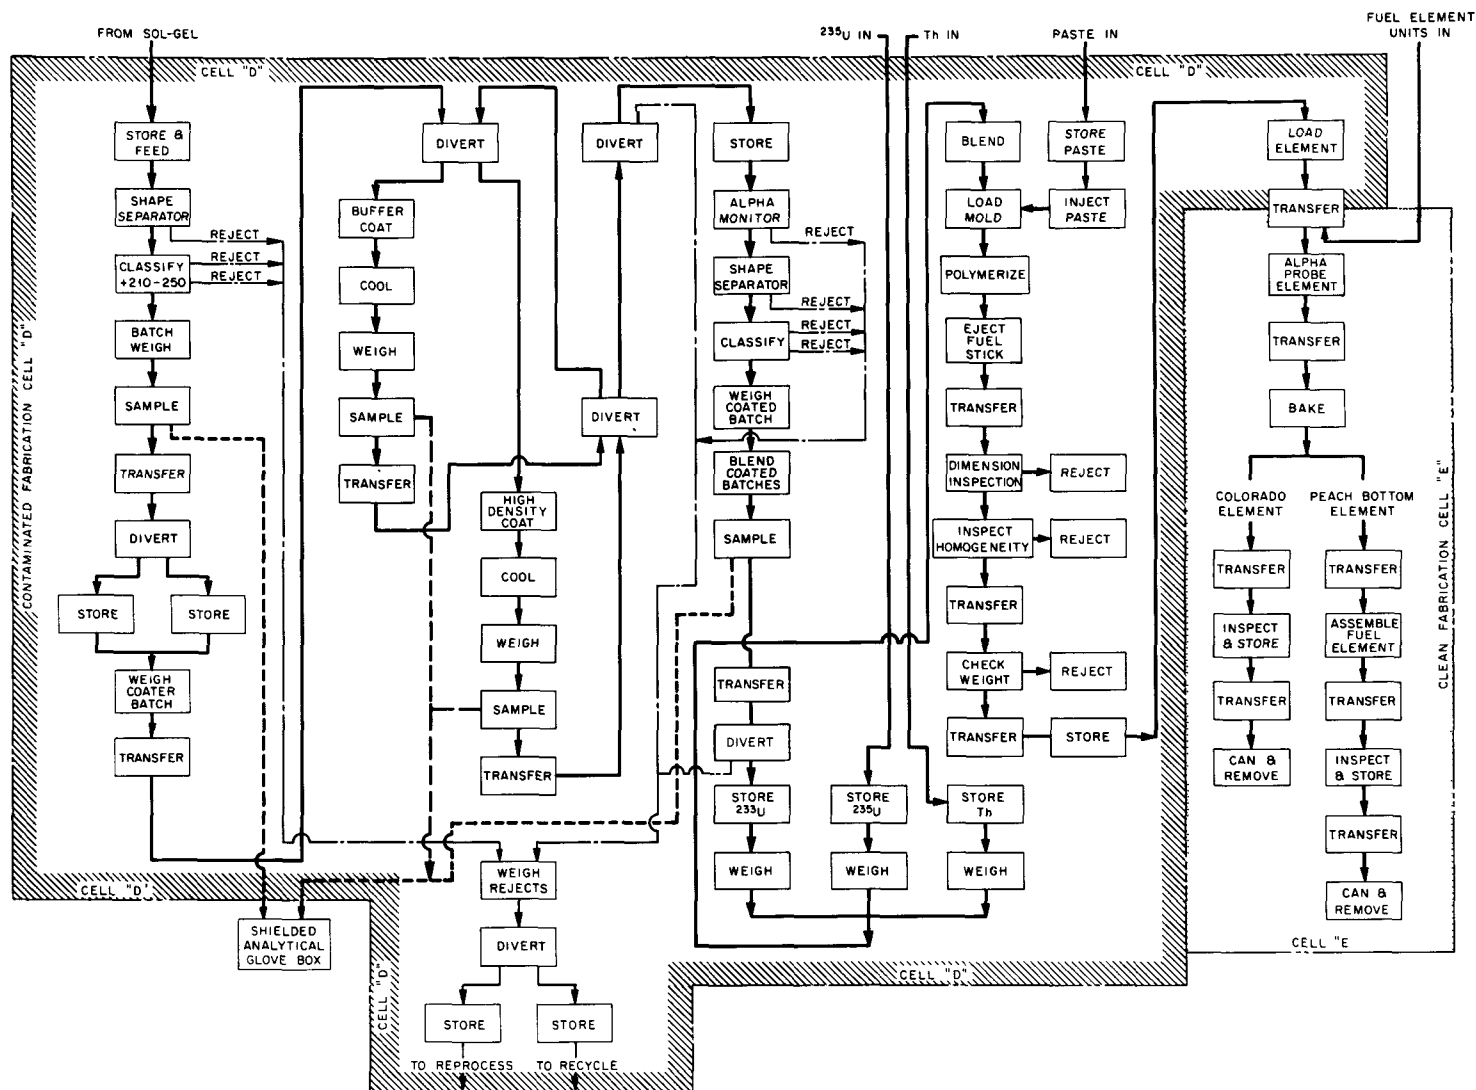 FROM SOL-GEL
²³⁵U IN
Th IN
PASTE IN
FUEL ELEMENT
UNITS IN
CELL "D"
CELL "D"
CONTAMINATED FABRICATION CELL "D"
STORE &
FEED
SHAPE
SEPARATOR
REJECT
CLASSIFY
+210-250
REJECT
REJECT
BATCH
WEIGH
SAMPLE
TRANSFER
DIVERT
STORE
STORE
WEIGH
COATER
BATCH
TRANSFER
CELL "D"
SHIELDED
ANALYTICAL
GLOVE BOX
DIVERT
BUFFER
COAT
COOL
WEIGH
SAMPLE
TRANSFER
HIGH
DENSITY
COAT
COOL
WEIGH
SAMPLE
TRANSFER
DIVERT
DIVERT
WEIGH
REJECTS
DIVERT
STORE
STORE
TO REPROCESS
TO RECYCLE
CELL "D"
STORE
ALPHA
MONITOR
REJECT
SHAPE
SEPARATOR
REJECT
CLASSIFY
REJECT
REJECT
WEIGH
COATED
BATCH
BLEND
COATED
BATCHES
SAMPLE
TRANSFER
DIVERT
STORE
²³³U
WEIGH
STORE
²³⁵U
WEIGH
STORE
Th
WEIGH
CELL "D"
BLEND
STORE
PASTE
LOAD
MOLD
INJECT
PASTE
POLYMERIZE
EJECT
FUEL
STICK
TRANSFER
DIMENSION
INSPECTION
REJECT
INSPECT
HOMOGENEITY
REJECT
TRANSFER
CHECK
WEIGHT
REJECT
TRANSFER
STORE
LOAD
ELEMENT
TRANSFER
ALPHA
PROBE
ELEMENT
TRANSFER
BAKE
COLORADO
ELEMENT
PEACH BOTTOM
ELEMENT
TRANSFER
INSPECT
& STORE
TRANSFER
CAN &
REMOVE
TRANSFER
ASSEMBLE
FUEL
ELEMENT
TRANSFER
INSPECT
& STORE
TRANSFER
CAN &
REMOVE
CELL "E
CLEAN FABRICATION CELL "E"